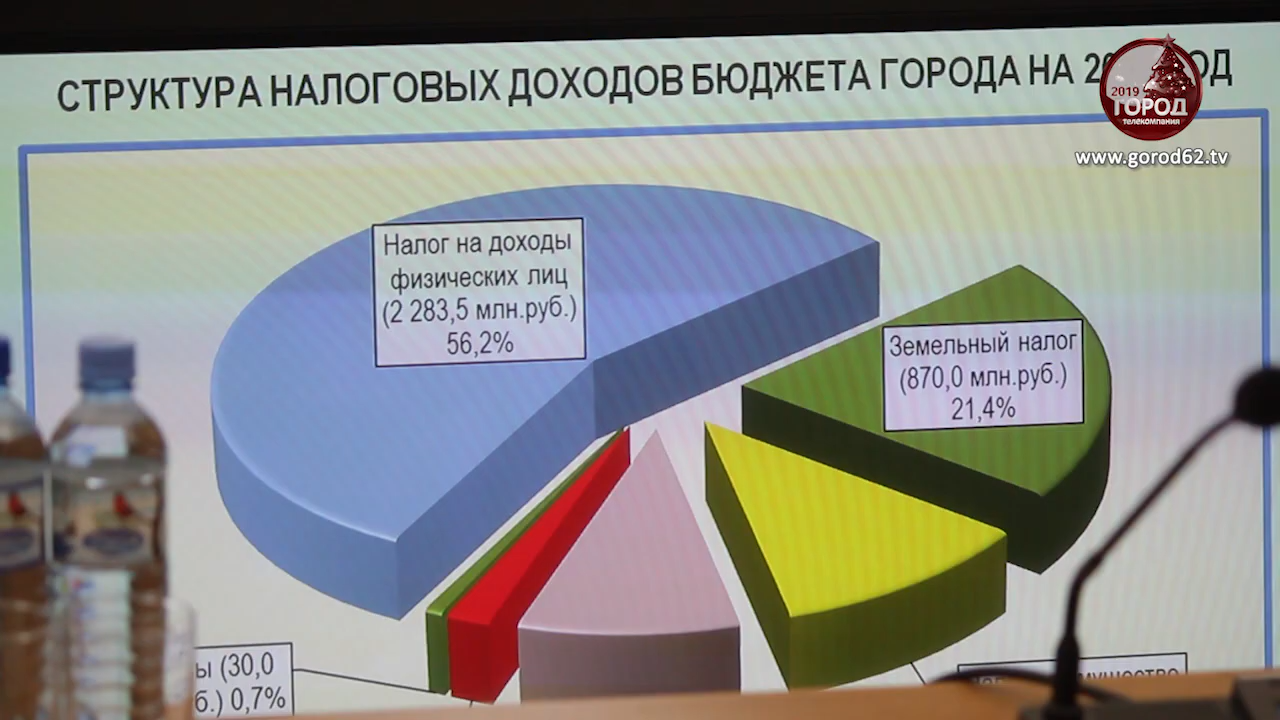 СТРУКТУРА НАЛОГОВЫХ ДОХОДОВ БЮДЖЕТА ГОРОДА НА
2019
ГОРОД
телекомпания
www.gorod62.tv
Налог на доходы
физических лиц
(2 283,5 млн.руб.)
56,2%
Земельный налог
(870,0 млн.руб.)
21,4%
(30,0
0,7%